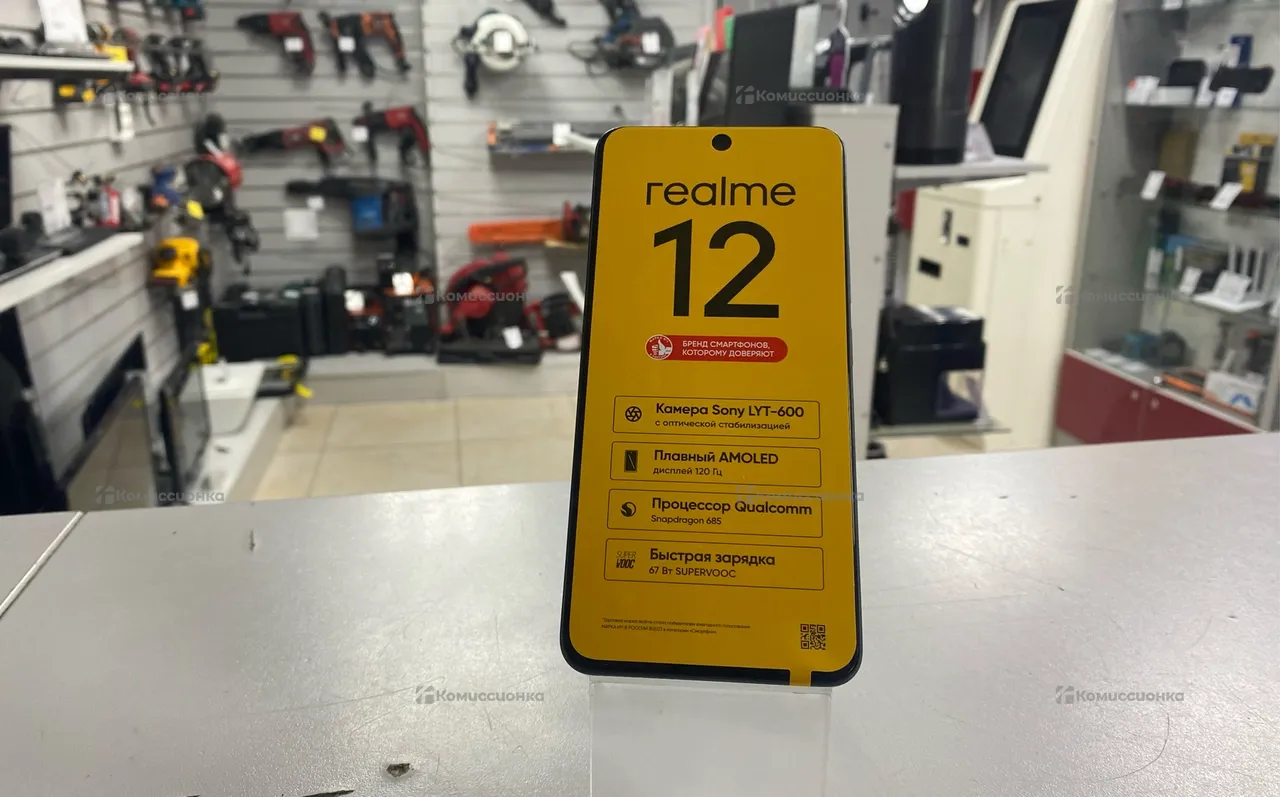 realme
12
БРЕНД СМАРТФОНОВ,
КОТОРОМУ ДОВЕРЯЮТ
Камера Sony LYT-600
с оптической стабилизацией
Плавный AMOLED
дисплей 120 Гц
Процессор Qualcomm
Snapdragon 685
SUPER
VOOC
Быстрая зарядка
67 Вт SUPERVOOC
Комиссионка
Комиссионка
Комиссионка
Комиссионка
Комиссионка
Комиссионка
Комиссионка